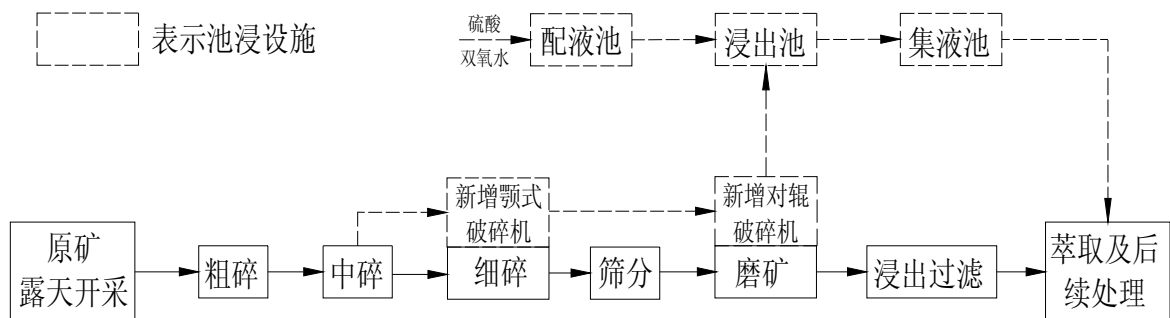 表示池浸设施
硫酸
双氧水
配液池
浸出池
集液池
新增颚式
破碎机
新增对辊
破碎机
原矿
露天开采
粗碎
中碎
细碎
筛分
磨矿
浸出过滤
萃取及后
续处理